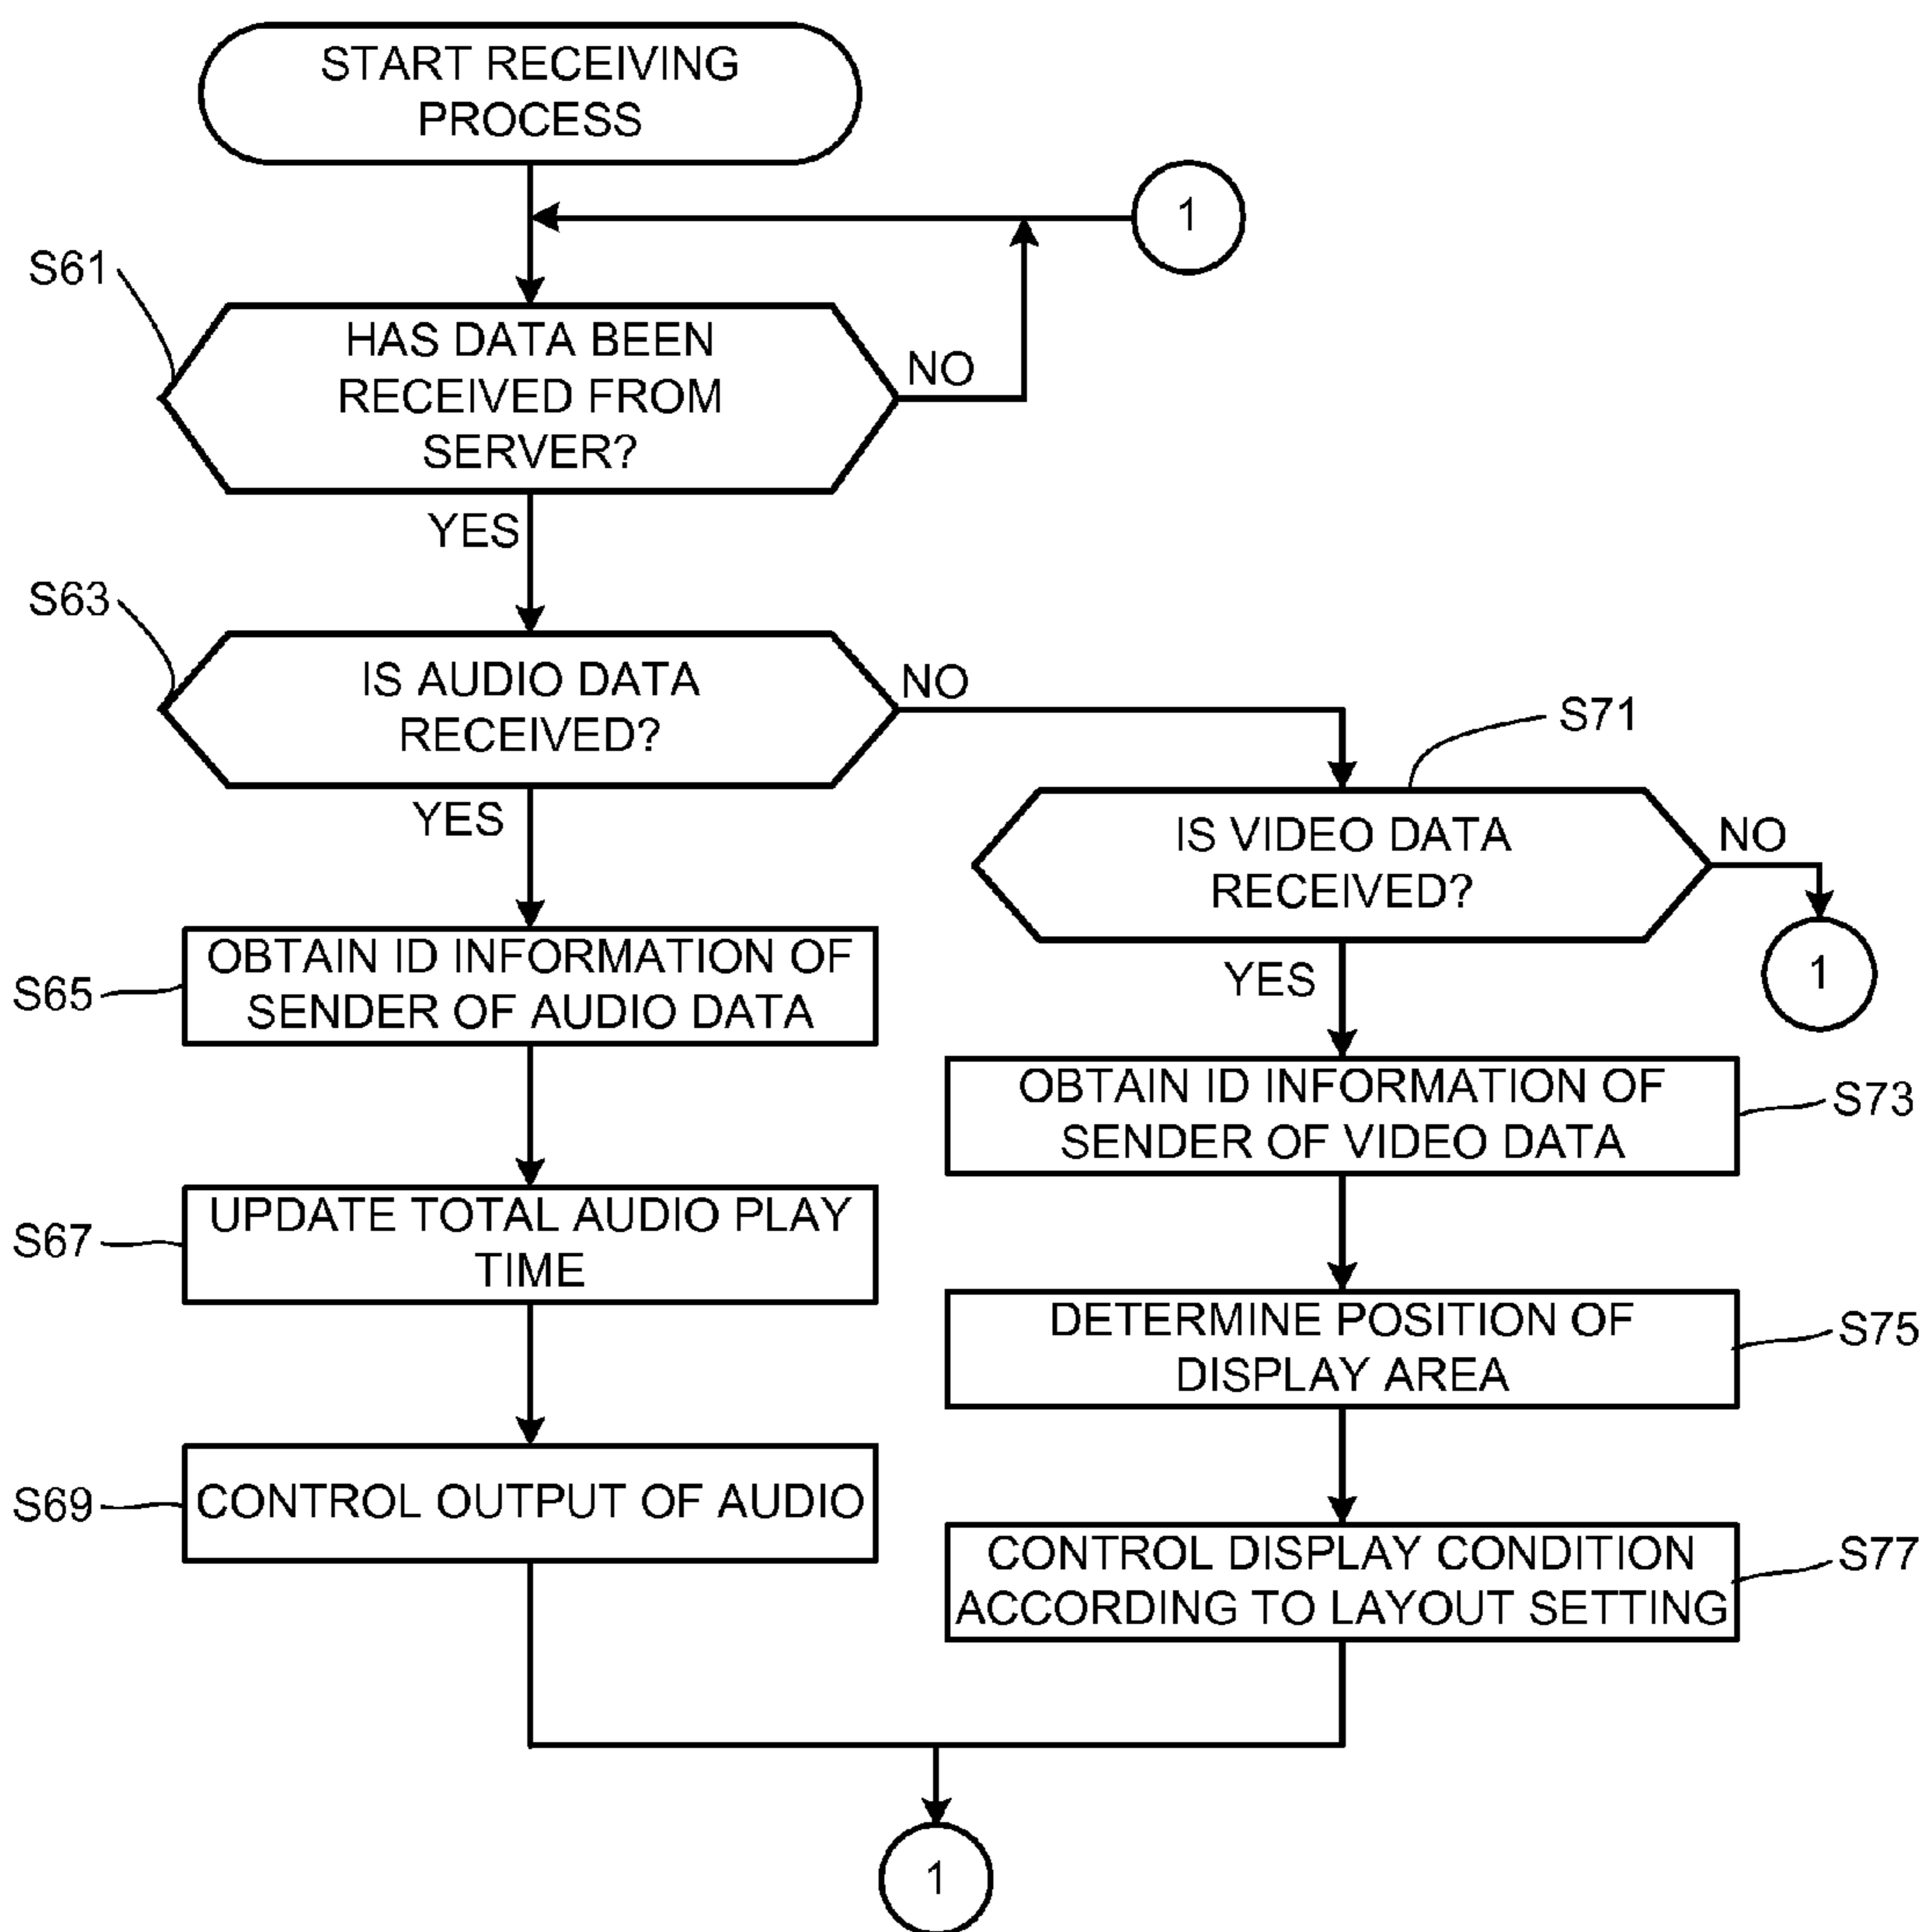 START RECEIVING
PROCESS
1
S61
HAS DATA BEEN
RECEIVED FROM
SERVER?
NO
YES
S63
IS AUDIO DATA
RECEIVED?
NO
YES
S71
IS VIDEO DATA
RECEIVED?
NO
1
YES
S65
OBTAIN ID INFORMATION OF
SENDER OF AUDIO DATA
S73
OBTAIN ID INFORMATION OF
SENDER OF VIDEO DATA
S67
UPDATE TOTAL AUDIO PLAY
TIME
S75
DETERMINE POSITION OF
DISPLAY AREA
S69
CONTROL OUTPUT OF AUDIO
S77
CONTROL DISPLAY CONDITION
ACCORDING TO LAYOUT SETTING
1